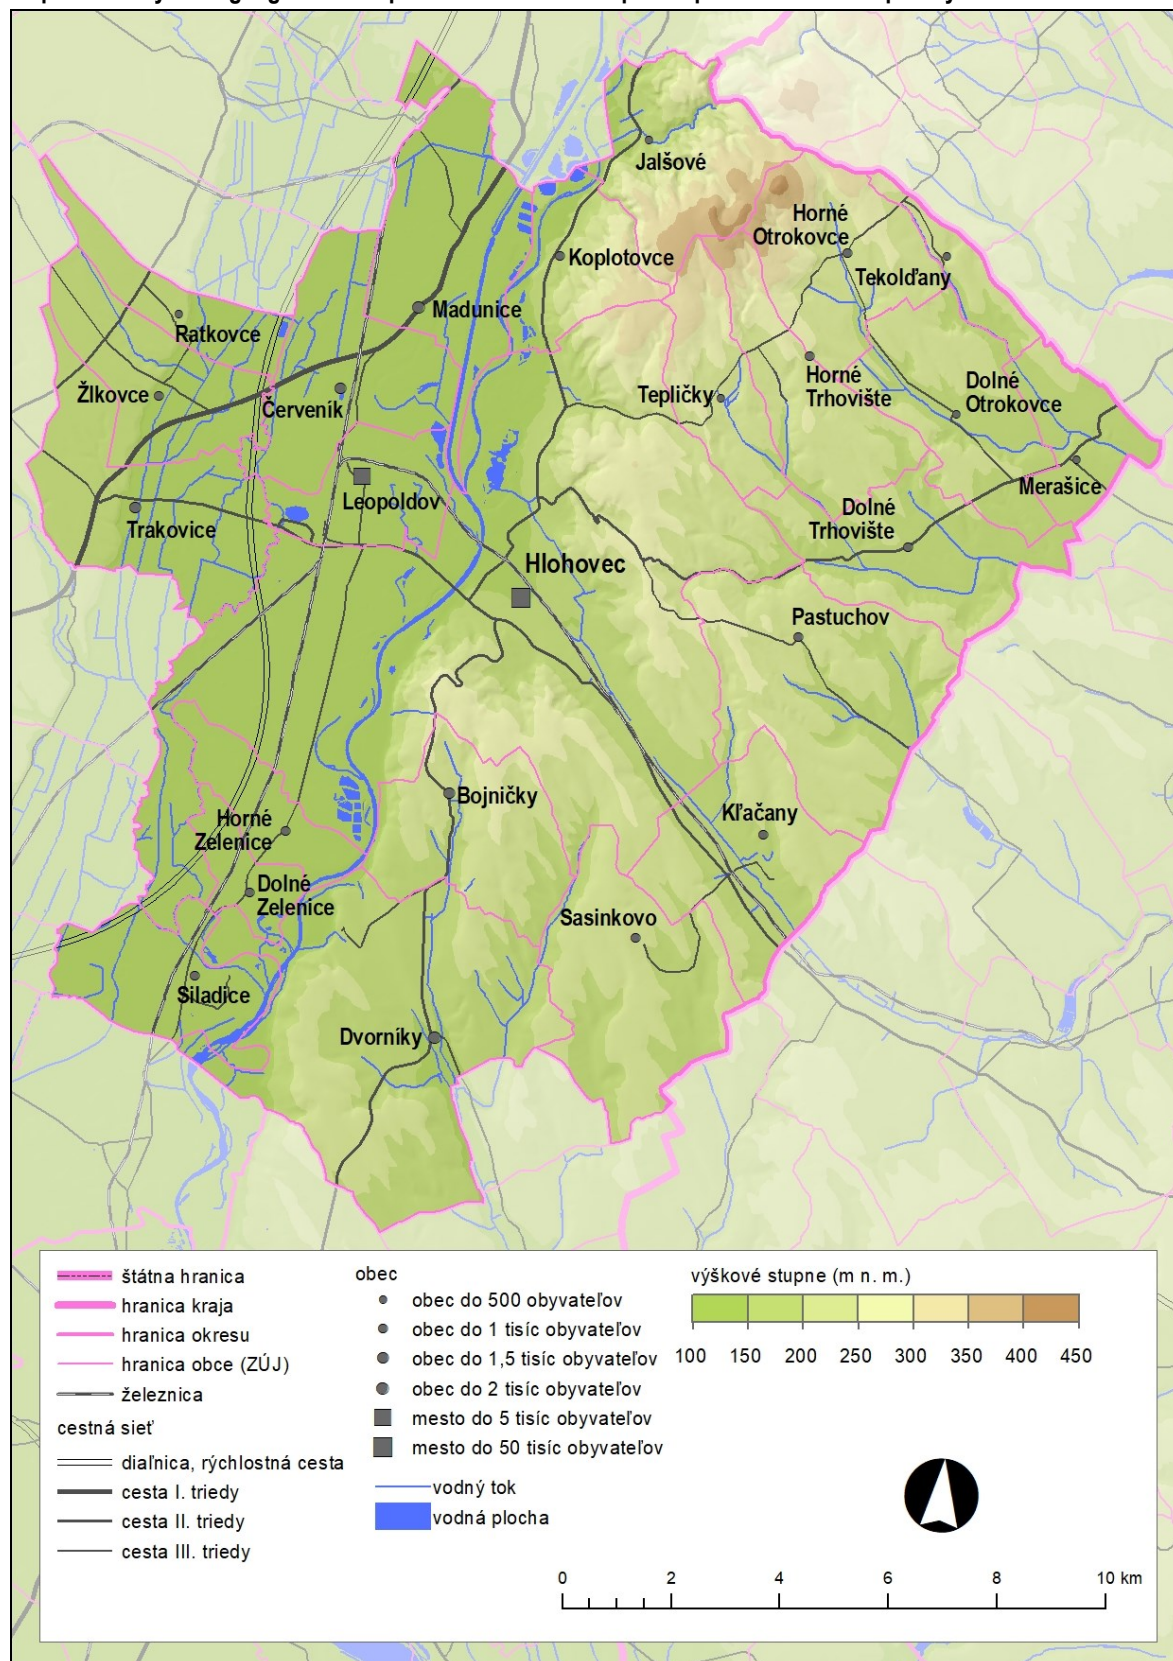 Jalšové
Horné
Otrokovce
Koplotovce
Tekolďany
Madunice
Ratkovce
Žlkovce
Červeník
Tepličky
Horné
Trhovište
Dolné
Otrokovce
Leopoldov
Merašice
Trakovice
Dolné
Trhovište
Hlohovec
Pastuchov
Bojničky
Horné
Zelenice
Kľačany
Dolné
Zelenice
Sasinkovo
Siladice
Dvorníky
štátna hranica
hranica kraja
hranica okresu
hranica obce (ZÚJ)
železnica
cestná sieť
diaľnica, rýchlostná cesta
cesta I. triedy
cesta II. triedy
cesta III. triedy
obec
obec do 500 obyvateľov
obec do 1 tisíc obyvateľov
obec do 1,5 tisíc obyvateľov
obec do 2 tisíc obyvateľov
mesto do 5 tisíc obyvateľov
mesto do 50 tisíc obyvateľov
vodný tok
vodná plocha
výškové stupne (m n. m.)
100 150 200 250 300 350 400 450
0 2 4 6 8 10 km